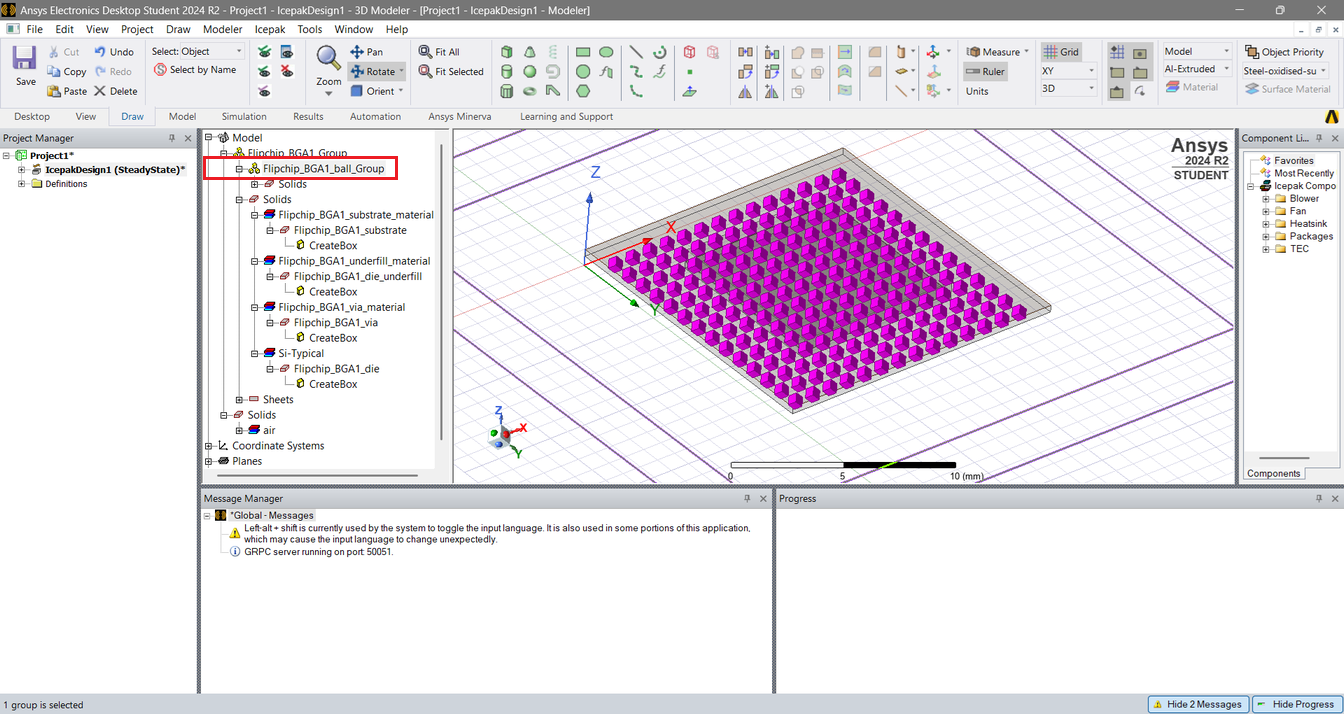 Ansys Electronics Desktop Student 2024 R2 - Project1 - IcepakDesign1 - 3D Modeler - [Project1 - IcepakDesign1 - Modeler]
File Edit View Project Draw Modeler Icepak Tools Window Help
Save
Cut
Copy
Paste
Undo
Redo
Delete
Select: Object
Select by Name
Zoom
Pan
Rotate
Orient
Fit All
Fit Selected
Measure
Ruler
Units
Grid
XY
3D
Model
AI-Extruded
Material
Object Priority
Steel-oxidised-su
Surface Material
Desktop View Draw Model Simulation Results Automation Ansys Minerva Learning and Support
Project Manager
Project1*
IcepakDesign1 (SteadyState)*
Definitions
Model
Flipchip_BGA1_Group
Flipchip_BGA1_ball_Group
Solids
Solids
Flipchip_BGA1_substrate_material
Flipchip_BGA1_substrate
CreateBox
Flipchip_BGA1_underfill_material
Flipchip_BGA1_die_underfill
CreateBox
Flipchip_BGA1_via_material
Flipchip_BGA1_via
CreateBox
Si-Typical
Flipchip_BGA1_die
CreateBox
Sheets
Solids
air
Coordinate Systems
Planes
Ansys
2024 R2
STUDENT
Z
X
Y
Z
X
Y
0 5 10 (mm)
Component Li...
Favorites
Most Recently
Icepak Compo
Blower
Fan
Heatsink
Packages
TEC
Components
Message Manager
*Global - Messages
Left-alt + shift is currently used by the system to toggle the input language. It is also used in some portions of this application,
which may cause the input language to change unexpectedly.
GRPC server running on port: 50051.
Progress
1 group is selected
Hide 2 Messages
Hide Progress